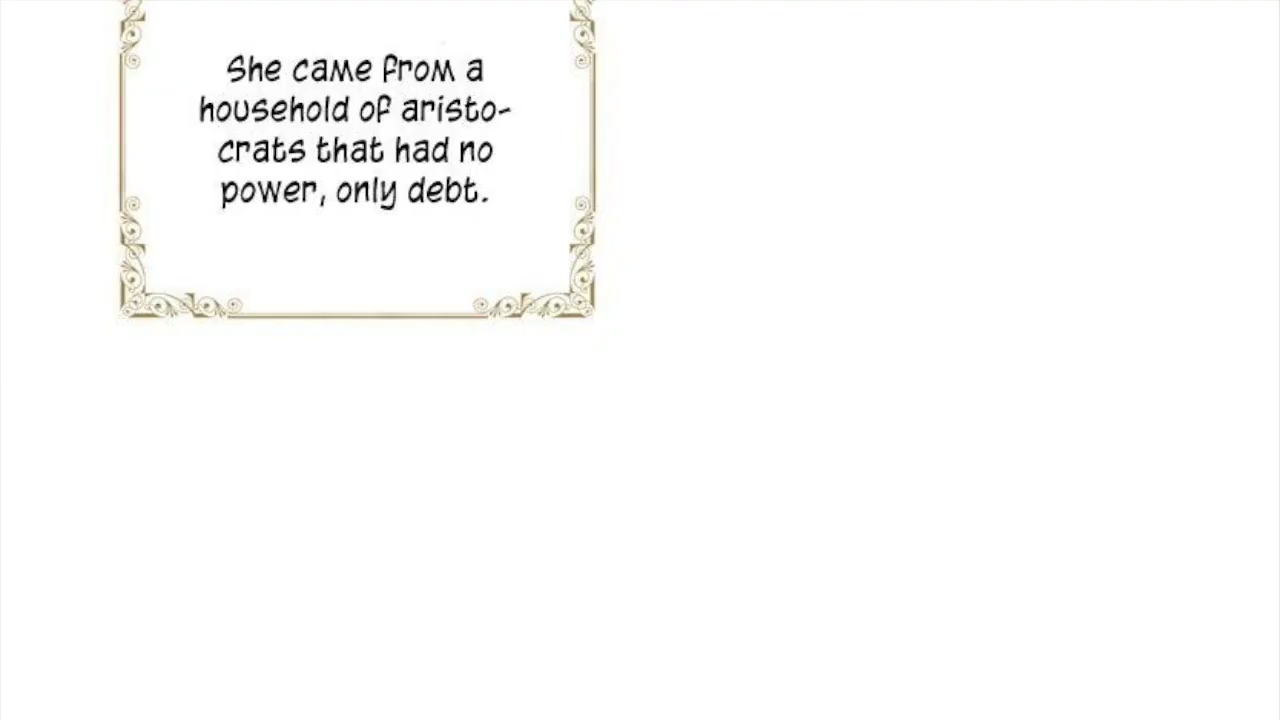 She came from a
household of aristo-
crats that had no
power, only debt.